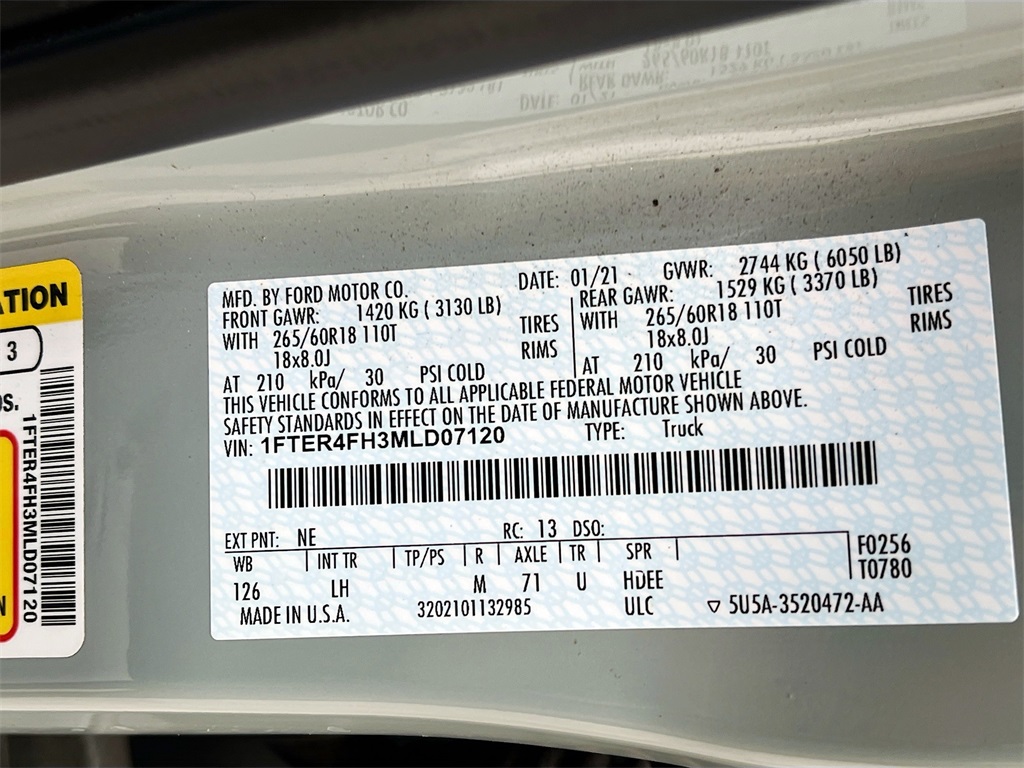 ATION
3
OS.
1FTER4FH3MLD07120
N
MFD. BY FORD MOTOR CO. DATE: 01/21 GVWR: 2744 KG ( 6050 LB)
FRONT GAWR: 1420 KG ( 3130 LB) REAR GAWR: 1529 KG ( 3370 LB)
WITH 265/60R18 110T TIRES WITH 265/60R18 110T TIRES
18x8.0J RIMS 18x8.0J RIMS
AT 210 kPa/ 30 PSI COLD AT 210 kPa/ 30 PSI COLD
THIS VEHICLE CONFORMS TO ALL APPLICABLE FEDERAL MOTOR VEHICLE
SAFETY STANDARDS IN EFFECT ON THE DATE OF MANUFACTURE SHOWN ABOVE.
VIN: 1FTER4FH3MLD07120 TYPE: Truck
EXT PNT: NE RC: 13 DSO:
WB INT TR TP/PS R AXLE TR SPR F0256
126 LH M 71 U HDEE T0780
MADE IN U.S.A. 3202101132985 ULC ▽ 5U5A-3520472-AA